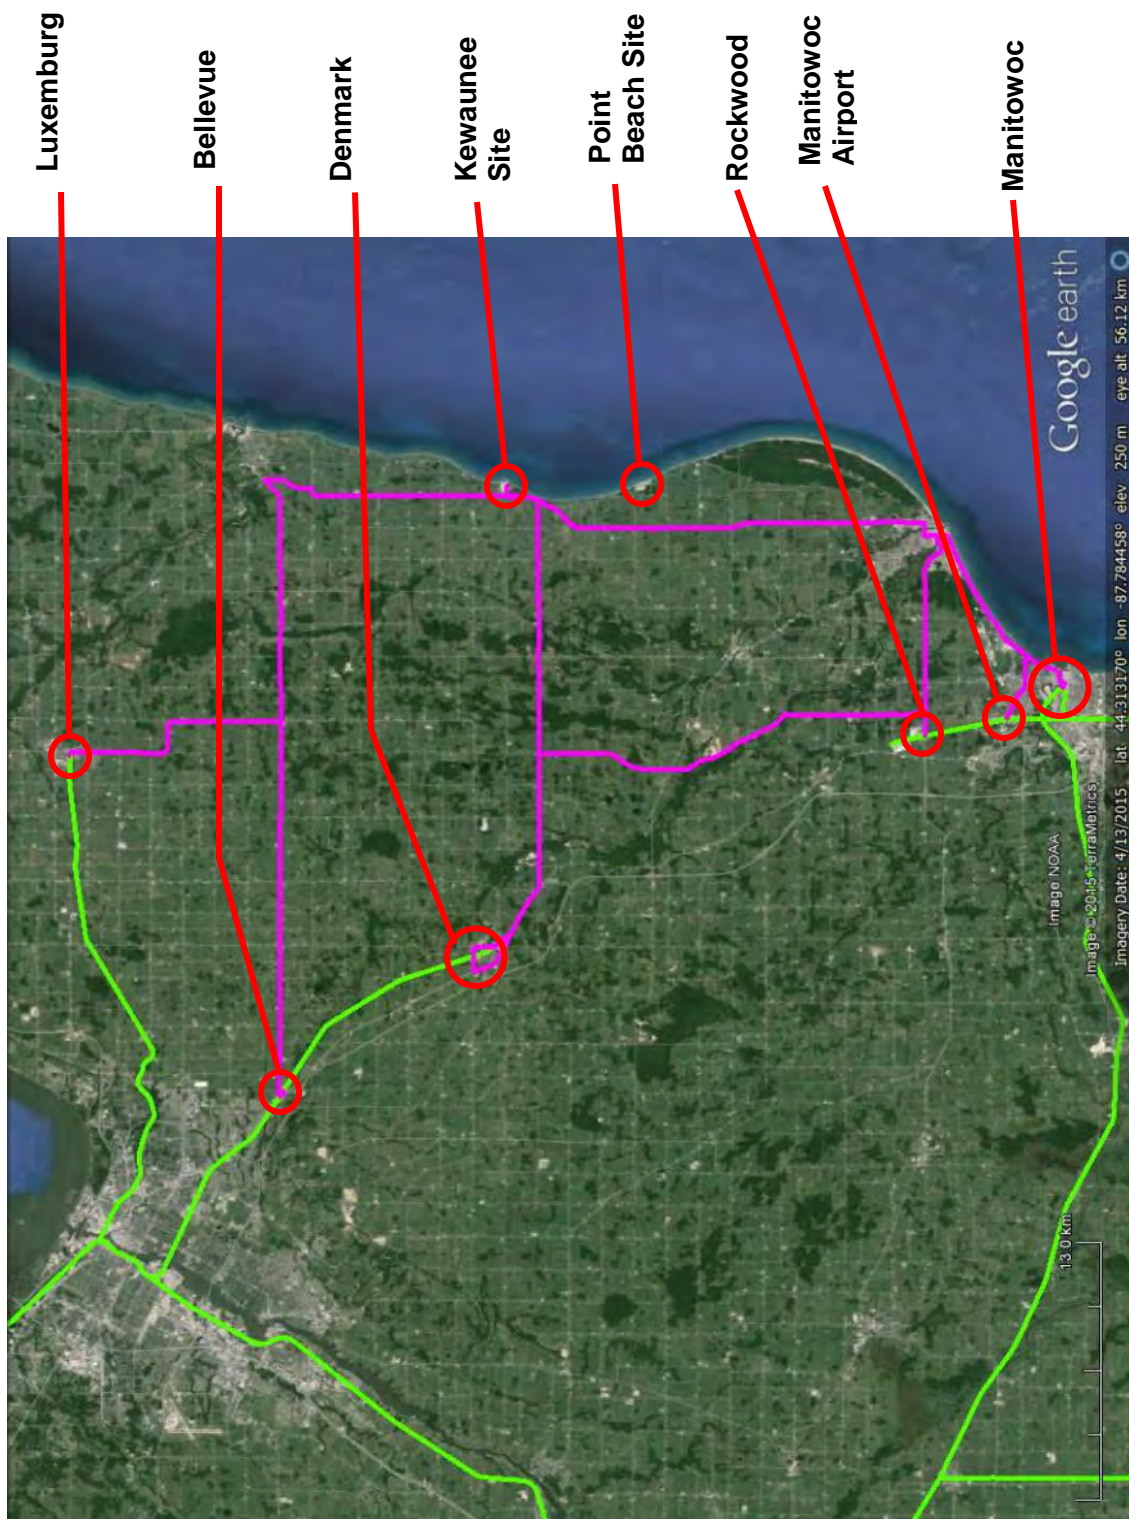 Luxemburg
Bellevue
Denmark
Kewaunee
Site
Point
Beach Site
Rockwood
Manitowoc
Airport
Manitowoc
Google earth
Image NOAA
Image © 2015 TerraMetrics
Imagery Date: 4/13/2015 lat 44.313170° lon -87.784458° elev 250 m eye alt 56.12 km
13.0 km